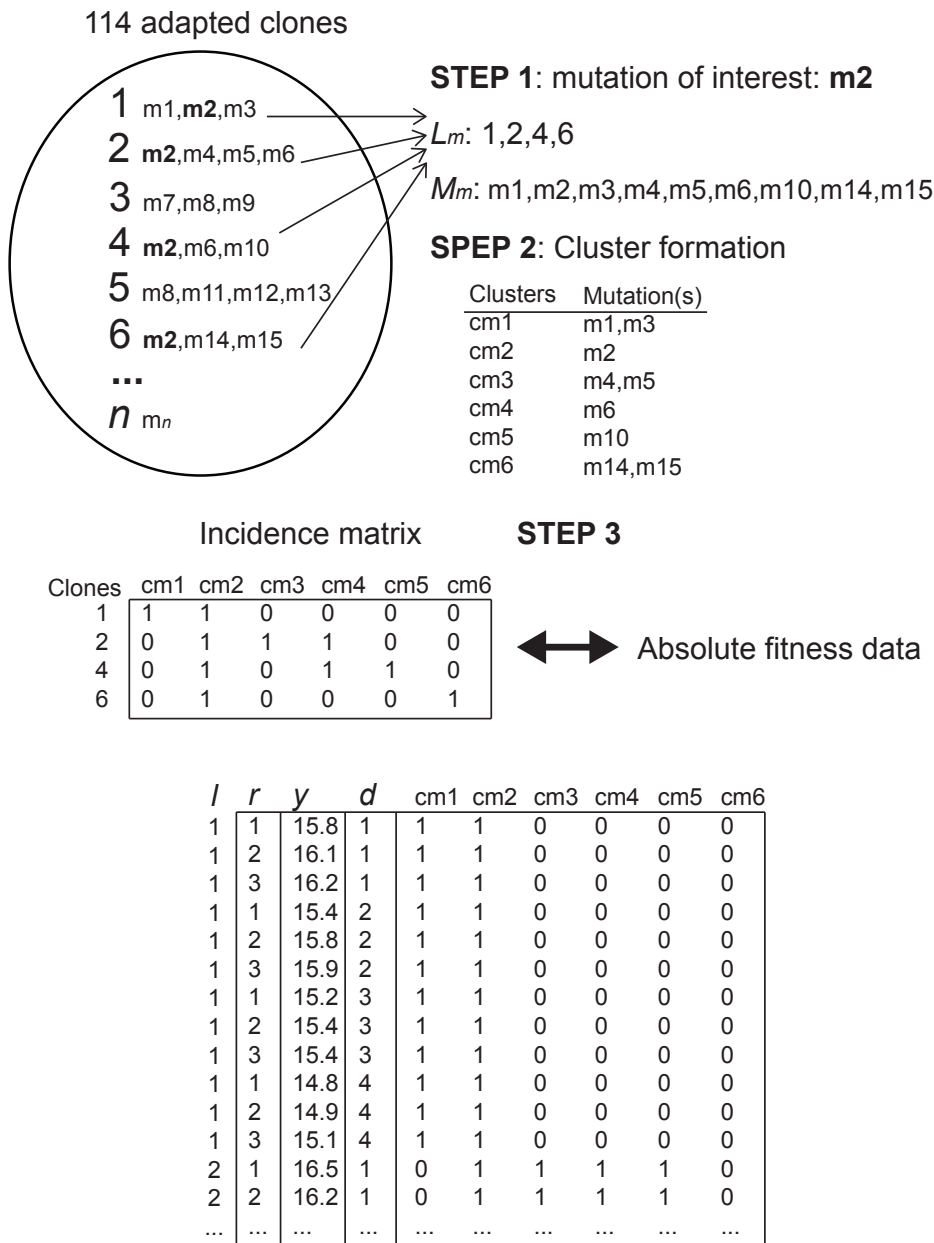 114 adapted clones
1 m1,m2,m3
2 m2,m4,m5,m6
3 m7,m8,m9
4 m2,m6,m10
5 m8,m11,m12,m13
6 m2,m14,m15
...
n mn
STEP 1: mutation of interest: m2
Lm: 1,2,4,6
Mm: m1,m2,m3,m4,m5,m6,m10,m14,m15
SPEP 2: Cluster formation
Clusters Mutation(s)
cm1 m1,m3
cm2 m2
cm3 m4,m5
cm4 m6
cm5 m10
cm6 m14,m15
Incidence matrix STEP 3
Clones cm1 cm2 cm3 cm4 cm5 cm6
1 1 1 0 0 0 0
2 0 1 1 1 0 0
4 0 1 0 1 1 0
6 0 1 0 0 0 1
Absolute fitness data
l r y d cm1 cm2 cm3 cm4 cm5 cm6
1 1 15.8 1 1 1 0 0 0 0
1 2 16.1 1 1 1 0 0 0 0
1 3 16.2 1 1 1 0 0 0 0
1 1 15.4 2 1 1 0 0 0 0
1 2 15.8 2 1 1 0 0 0 0
1 3 15.9 2 1 1 0 0 0 0
1 1 15.2 3 1 1 0 0 0 0
1 2 15.4 3 1 1 0 0 0 0
1 3 15.4 3 1 1 0 0 0 0
1 1 14.8 4 1 1 0 0 0 0
1 2 14.9 4 1 1 0 0 0 0
1 3 15.1 4 1 1 0 0 0 0
2 1 16.5 1 0 1 1 1 1 0
2 2 16.2 1 0 1 1 1 1 0
... ... ... ... ... ... ... ... ... ...